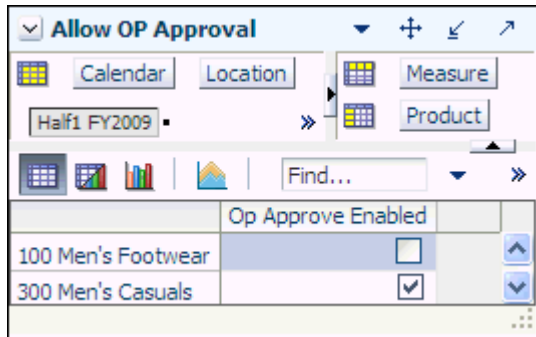 Allow OP Approval
Calendar Location
Measure
Half1 FY2009
Product
Find...
Op Approve Enabled
100 Men's Footwear
300 Men's Casuals